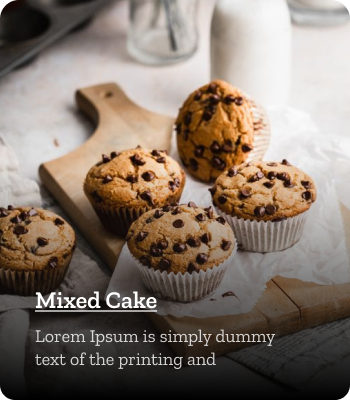 Mixed Cake
Lorem Ipsum is simply dummy
text of the printing and